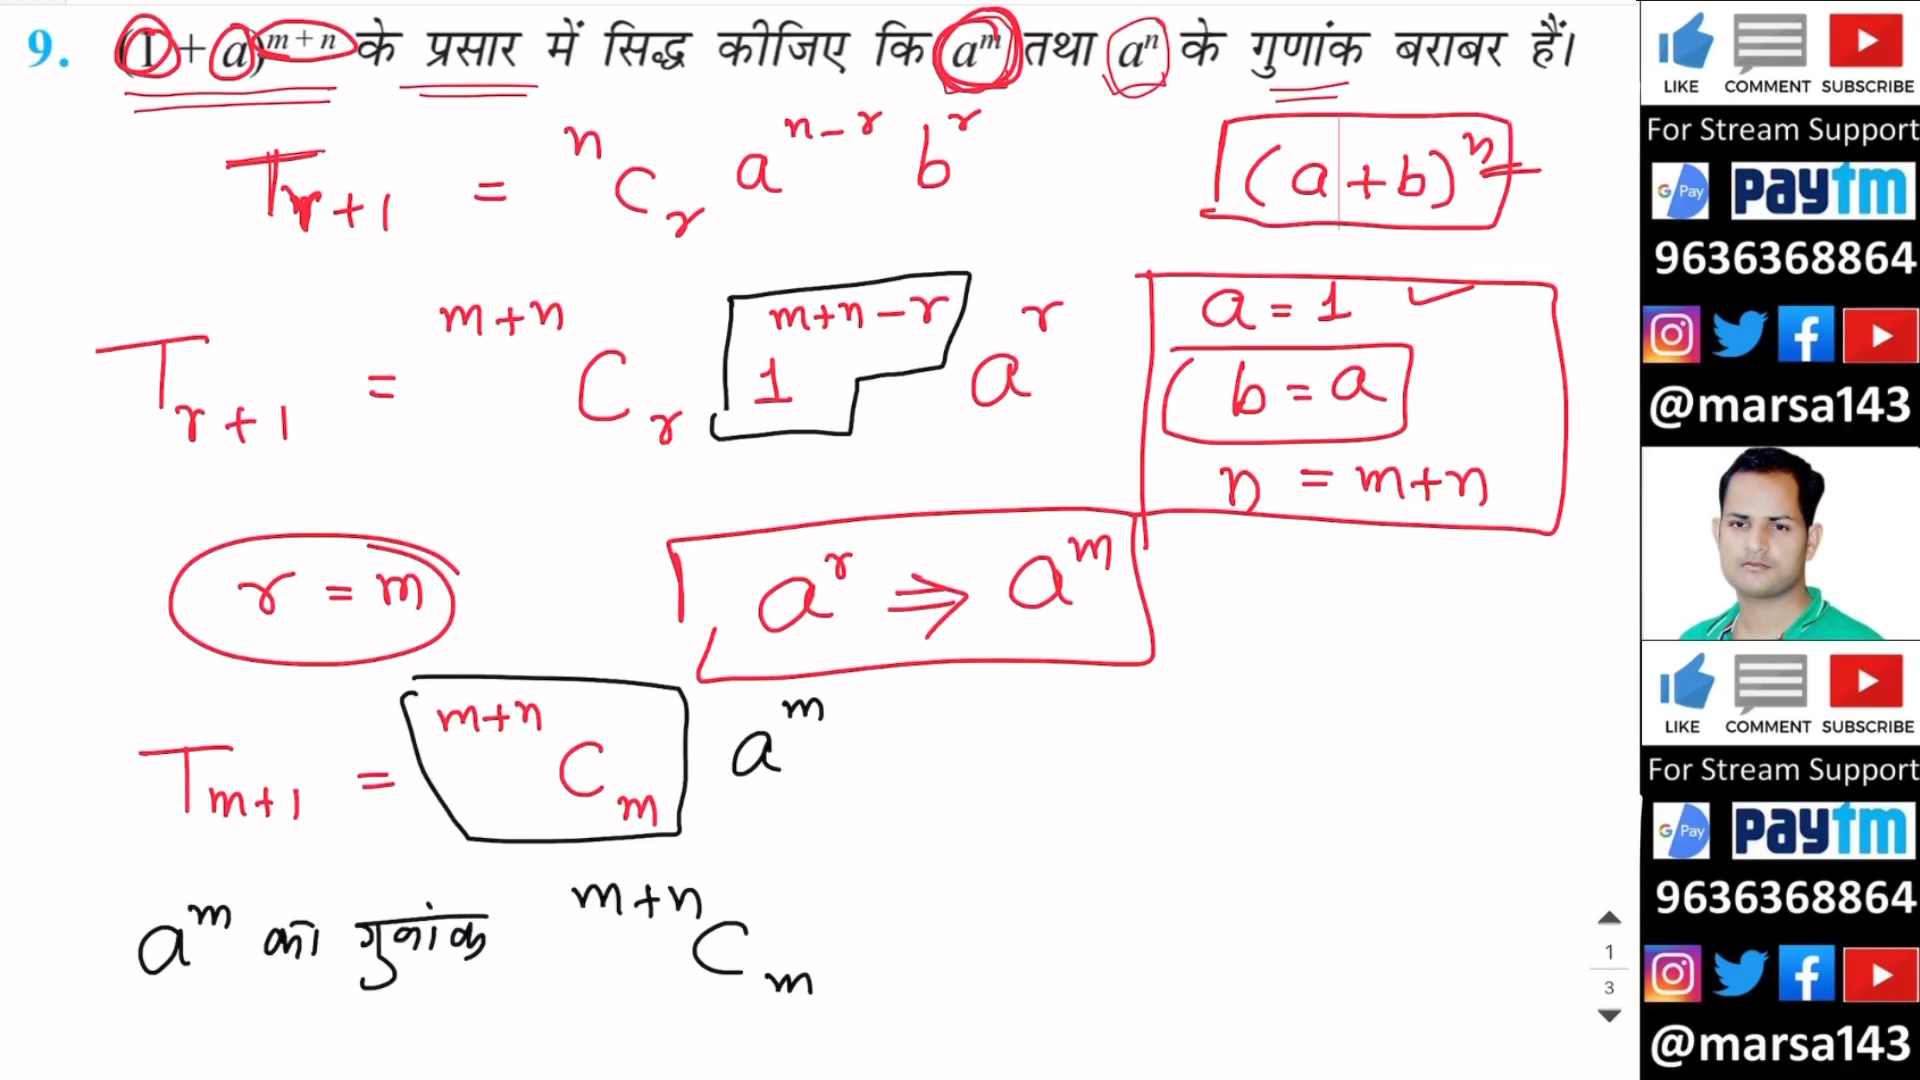 9. (1 + a)^{m+n} के प्रसार में सिद्ध कीजिए कि a^m तथा a^n के गुणांक बराबर हैं।
T_{r+1} = ^nC_r a^{n-r} b^r
(a+b)^n =
T_{r+1} = ^{m+n}C_r 1^{m+n-r} a^r
a = 1
b = a
n = m+n
r = m
a^r ⇒ a^m
T_{m+1} = ^{m+n}C_m a^m
a^m का गुनांक ^{m+n}C_m
1
3
LIKE COMMENT SUBSCRIBE
For Stream Support
G Pay paytm
9636368864
@marsa143
LIKE COMMENT SUBSCRIBE
For Stream Support
G Pay paytm
9636368864
@marsa143